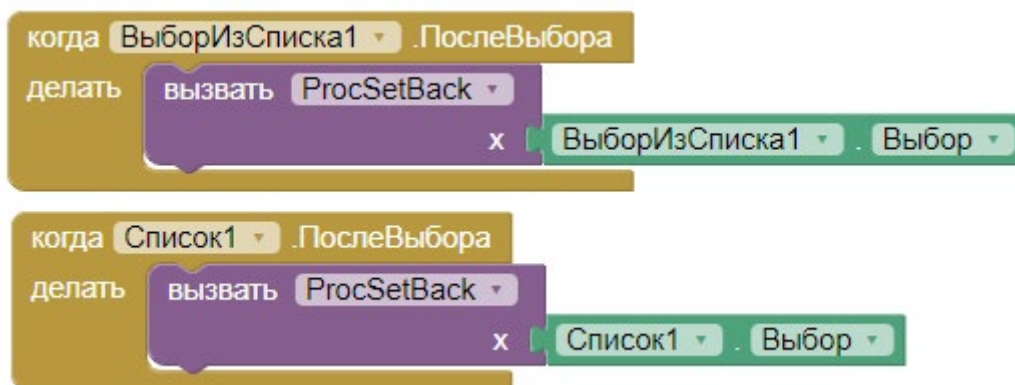 когда ВыборИзСписка1 .ПослеВыбора
делать вызвать ProcSetBack
x ВыборИзСписка1 . Выбор
когда Список1 .ПослеВыбора
делать вызвать ProcSetBack
x Список1 . Выбор